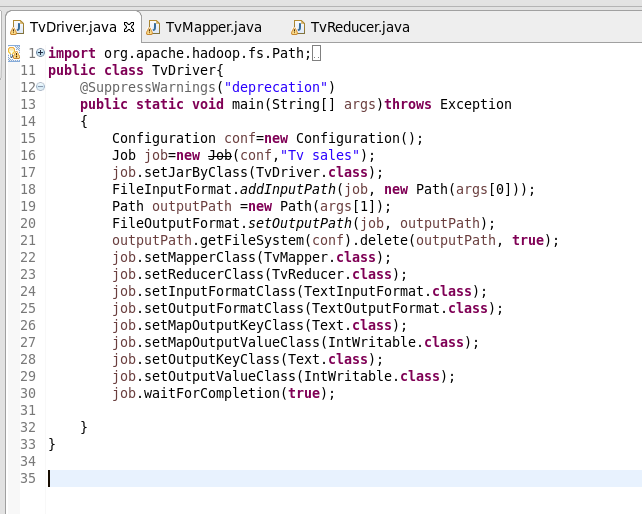 TvDriver.java TvMapper.java TvReducer.java
1 import org.apache.hadoop.fs.Path;
11 public class TvDriver{
12 @SuppressWarnings("deprecation")
13 public static void main(String[] args)throws Exception
14 {
15 Configuration conf=new Configuration();
16 Job job=new Job(conf,"Tv sales");
17 job.setJarByClass(TvDriver.class);
18 FileInputFormat.addInputPath(job, new Path(args[0]));
19 Path outputPath =new Path(args[1]);
20 FileOutputFormat.setOutputPath(job, outputPath);
21 outputPath.getFileSystem(conf).delete(outputPath, true);
22 job.setMapperClass(TvMapper.class);
23 job.setReducerClass(TvReducer.class);
24 job.setInputFormatClass(TextInputFormat.class);
25 job.setOutputFormatClass(TextOutputFormat.class);
26 job.setMapOutputKeyClass(Text.class);
27 job.setMapOutputValueClass(IntWritable.class);
28 job.setOutputKeyClass(Text.class);
29 job.setOutputValueClass(IntWritable.class);
30 job.waitForCompletion(true);
31
32 }
33 }
34
35